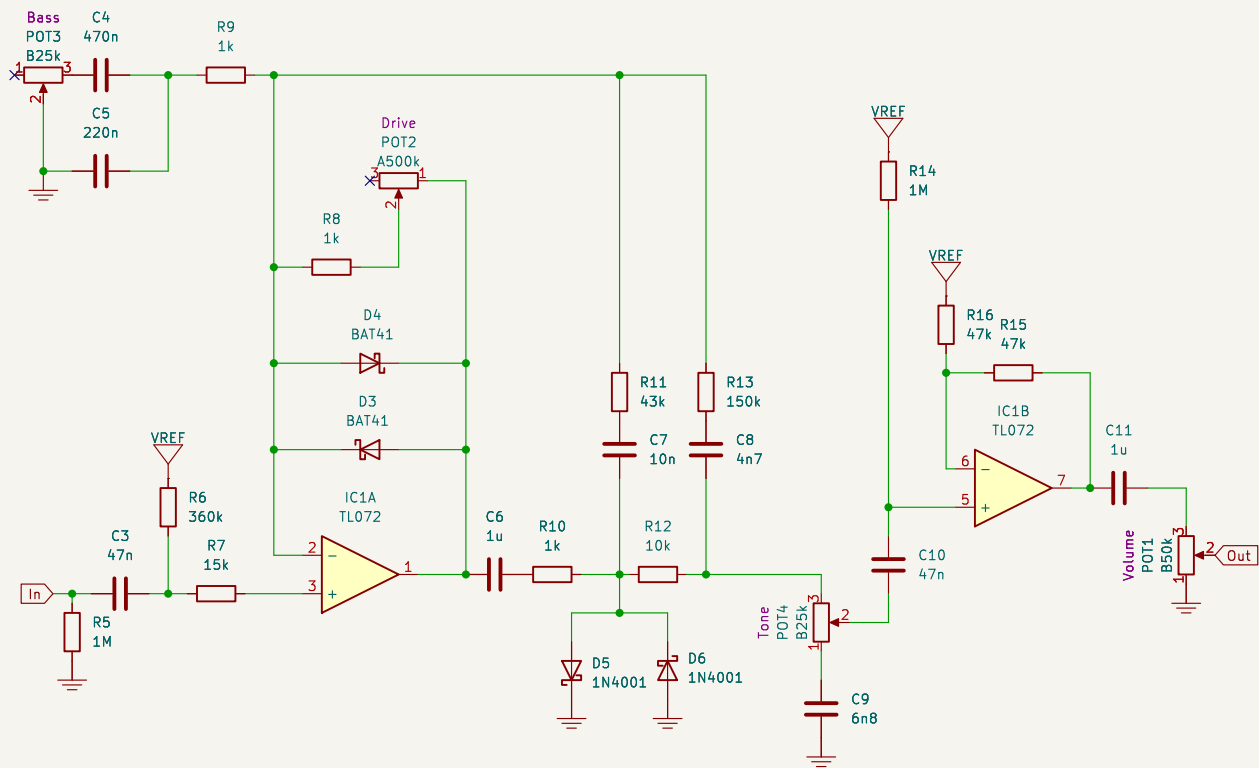 Bass
POT3
B25k
1
3
2
C4
470n
C5
220n
R9
1k
Drive
POT2
A500k
3
1
2
R8
1k
D4
BAT41
D3
BAT41
VREF
R6
360k
C3
47n
R7
15k
In
R5
1M
IC1A
TL072
2
−
3
+
1
C6
1u
R10
1k
R11
43k
C7
10n
R13
150k
C8
4n7
R12
10k
D5
1N4001
D6
1N4001
Tone
POT4
B25k
3
2
1
C9
6n8
VREF
R14
1M
C10
47n
VREF
R16
47k
R15
47k
IC1B
TL072
6
−
5
+
7
C11
1u
Volume
POT1
B50k
3
2
1
Out